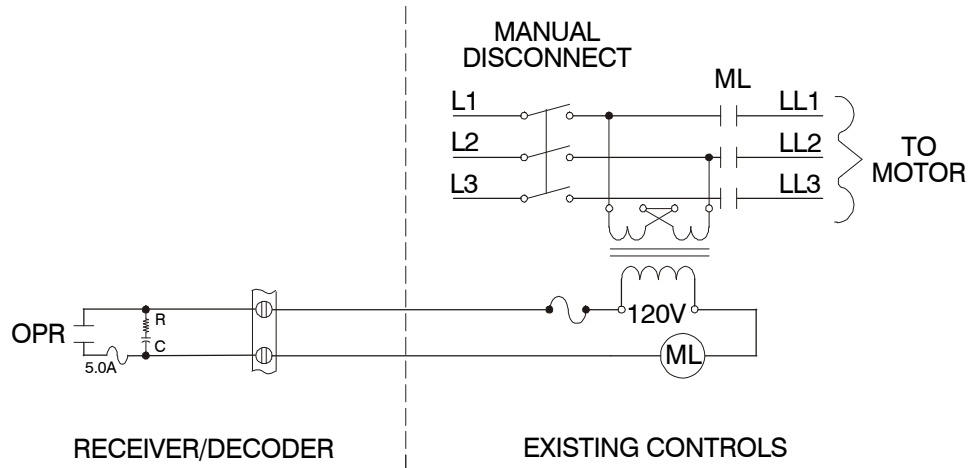 MANUAL
DISCONNECT
ML
L1
LL1
L2
LL2
L3
LL3
TO
MOTOR
120V
OPR
R
C
5.0A
ML
RECEIVER/DECODER
EXISTING CONTROLS